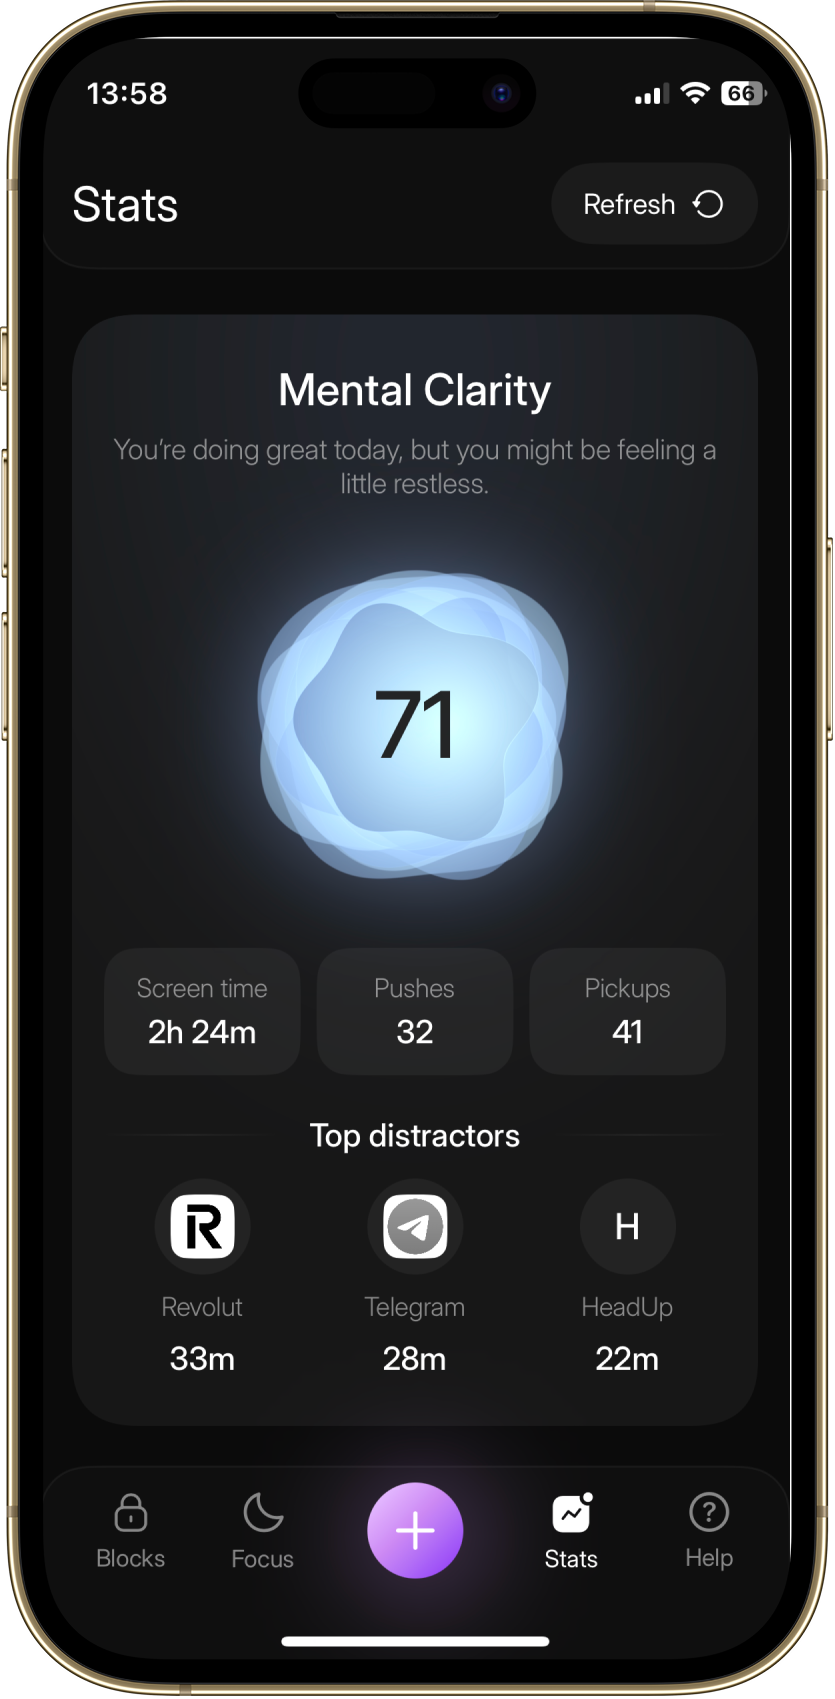 13:58
66
Stats
Refresh
Mental Clarity
You're doing great today, but you might be feeling a
little restless.
71
Screen time
Pushes
Pickups
2h 24m
32
41
Top distractors
R
H
Revolut
Telegram
HeadUp
33m
28m
22m
Blocks
Focus
Stats
Help